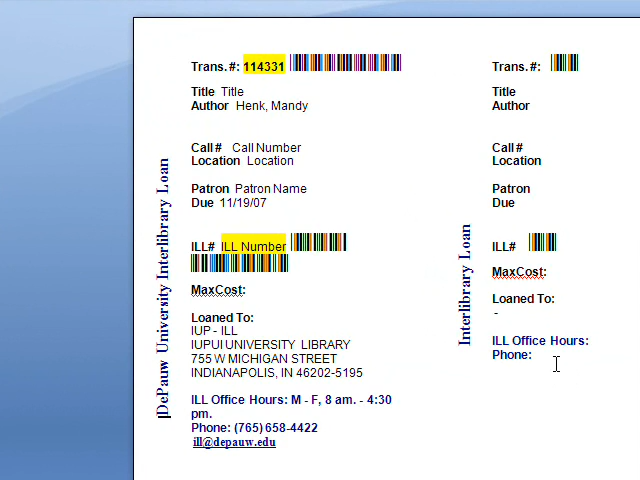 Trans. #: 114331
Title Title
Author Henk, Mandy
Call # Call Number
Location Location
Patron Patron Name
Due 11/19/07
ILL# ILL Number
MaxCost:
Loaned To:
IUP - ILL
IUPUI UNIVERSITY LIBRARY
755 W MICHIGAN STREET
INDIANAPOLIS, IN 46202-5195
ILL Office Hours: M - F, 8 am. - 4:30
pm.
Phone: (765) 658-4422
ill@depauw.edu
DePauw University Interlibrary Loan
Trans. #:
Title
Author
Call #
Location
Patron
Due
ILL#
MaxCost:
Loaned To:
-
ILL Office Hours:
Phone:
Interlibrary Loan